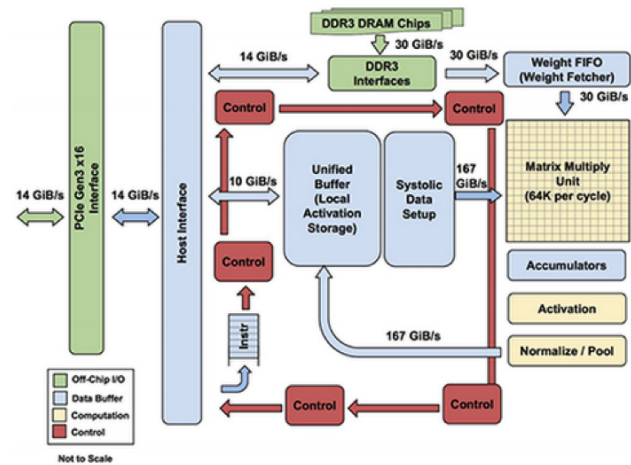 DDR3 DRAM Chips
14 GiB/s
30 GiB/s
DDR3
Interfaces
30 GiB/s
Weight FIFO
(Weight Fetcher)
30 GiB/s
Control
Control
PCIe Gen3 x16
Interface
14 GiB/s
14 GiB/s
Host Interface
10 GiB/s
Unified
Buffer
(Local
Activation
Storage)
Systolic
Data
Setup
167
GiB/s
Matrix Multiply
Unit
(64K per cycle)
Control
Accumulators
Activation
Instr
167 GiB/s
Normalize / Pool
Off-Chip I/O
Data Buffer
Computation
Control
Control
Control
Not to Scale